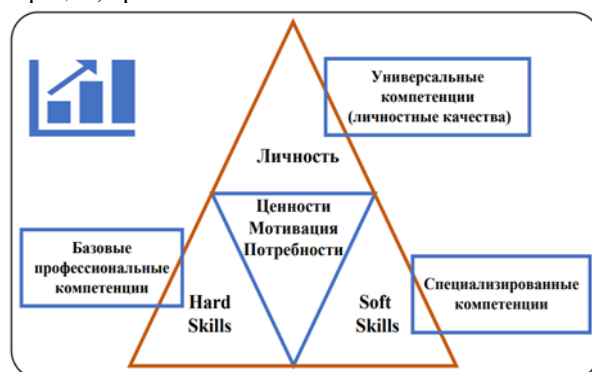 Универсальные
компетенции
(личностные качества)
Личность
Ценности
Мотивация
Потребности
Базовые
профессиональные
компетенции
Hard
Skills
Soft
Skills
Специализированные
компетенции